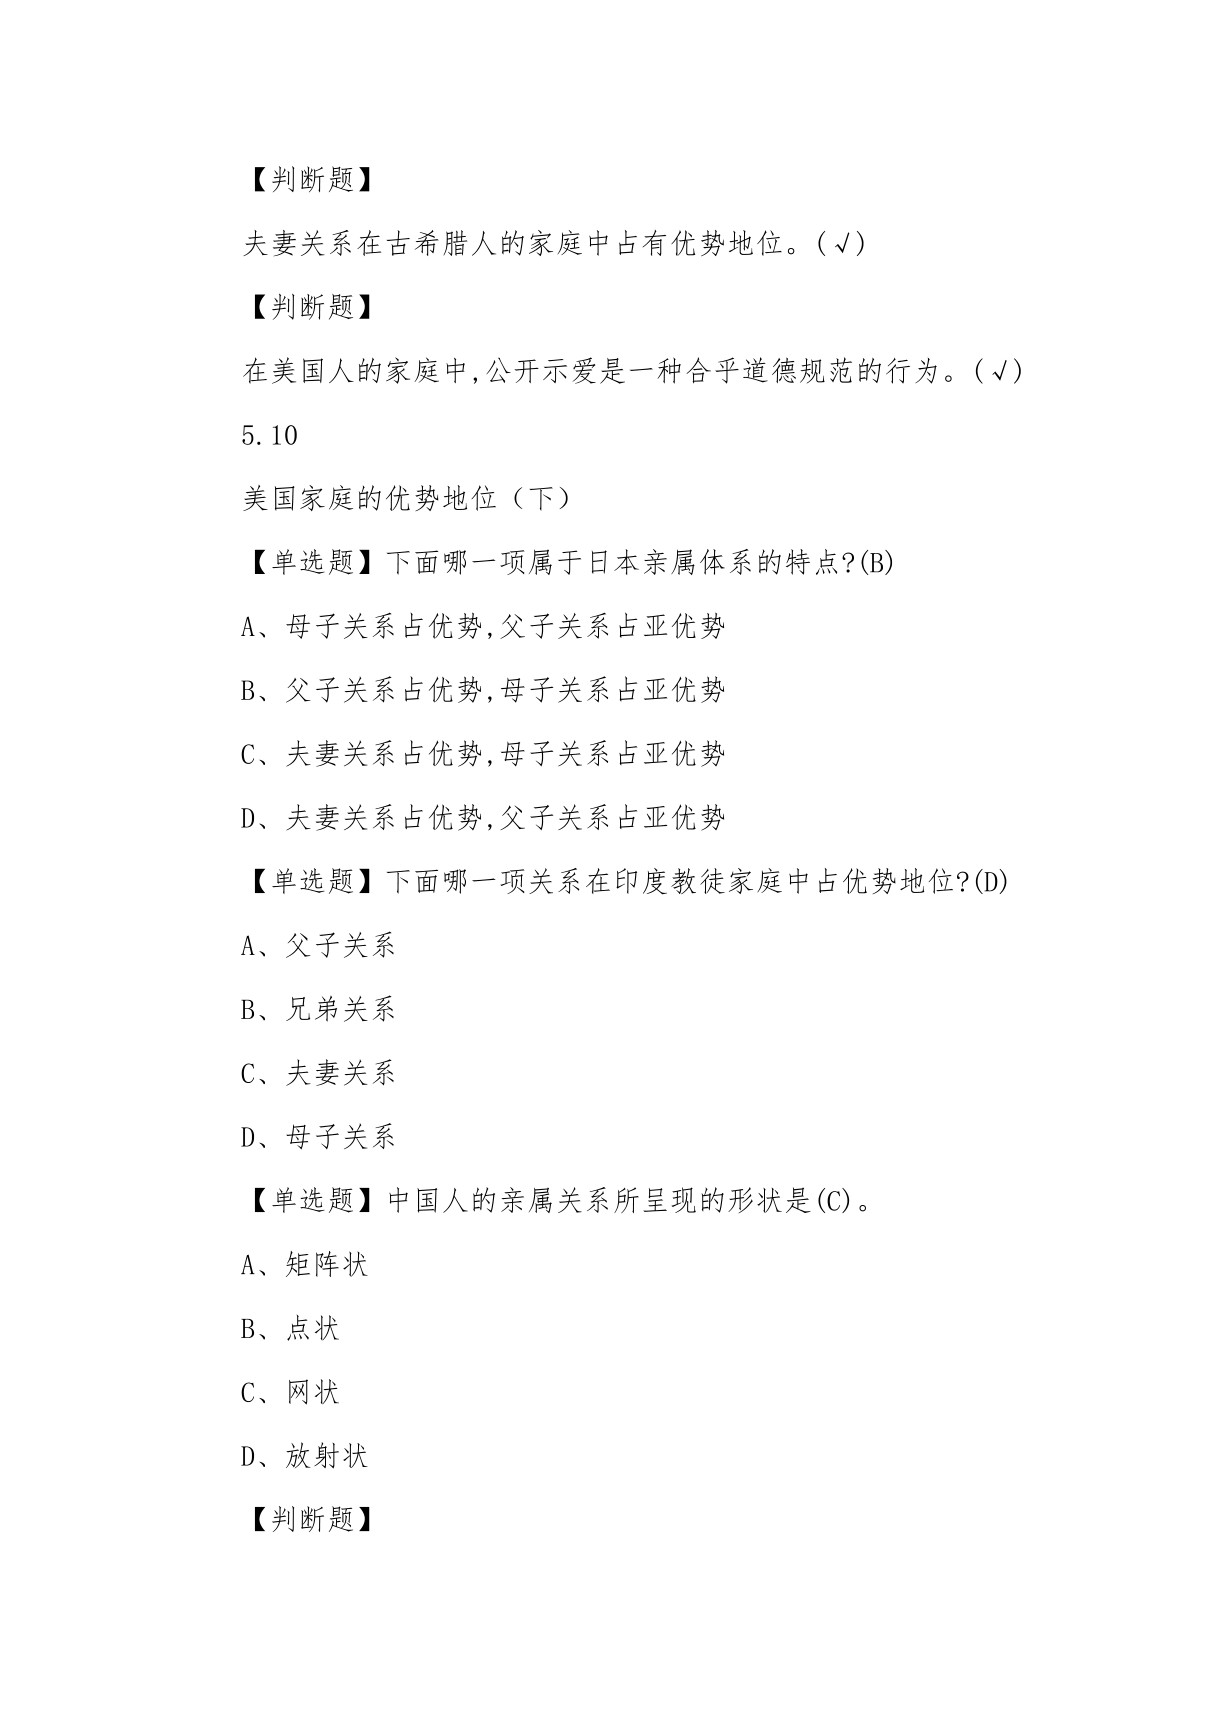 【判断题】
夫妻关系在古希腊人的家庭中占有优势地位。(√)
【判断题】
在美国人的家庭中,公开示爱是一种合乎道德规范的行为。(√)
5.10
美国家庭的优势地位（下）
【单选题】下面哪一项属于日本亲属体系的特点?(B)
A、母子关系占优势,父子关系占亚优势
B、父子关系占优势,母子关系占亚优势
C、夫妻关系占优势,母子关系占亚优势
D、夫妻关系占优势,父子关系占亚优势
【单选题】下面哪一项关系在印度教徒家庭中占优势地位?(D)
A、父子关系
B、兄弟关系
C、夫妻关系
D、母子关系
【单选题】中国人的亲属关系所呈现的形状是(C)。
A、矩阵状
B、点状
C、网状
D、放射状
【判断题】